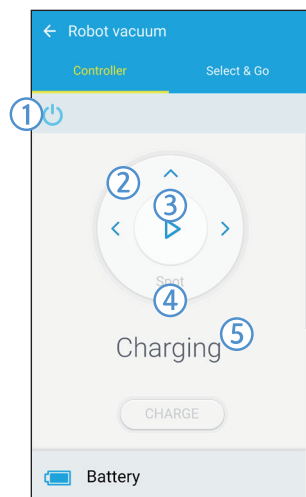 Robot vacuum
Controller Select & Go
1
2
3
Spot
4
Charging 5
CHARGE
Battery